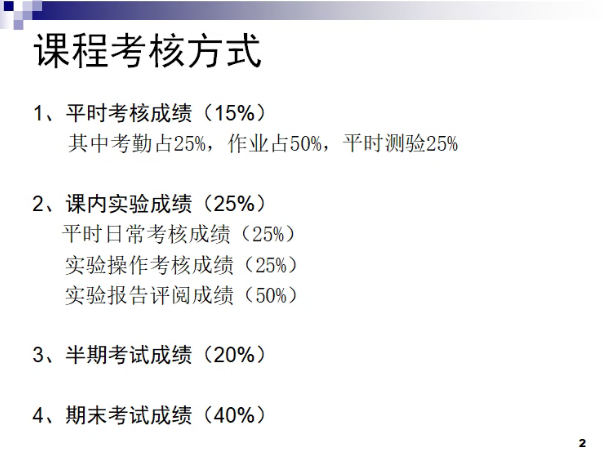 课程考核方式
1、平时考核成绩（15%）
其中考勤占25%，作业占50%，平时测验25%
2、课内实验成绩（25%）
平时日常考核成绩（25%）
实验操作考核成绩（25%）
实验报告评阅成绩（50%）
3、半期考试成绩（20%）
4、期末考试成绩（40%）
2